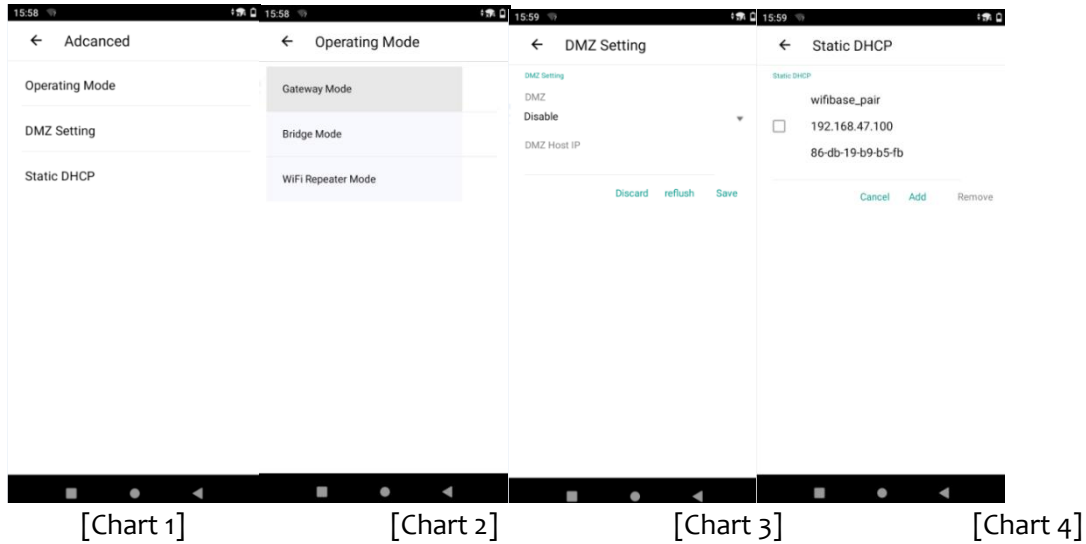 15:58
Adcanced
Operating Mode
DMZ Setting
Static DHCP
15:58
Operating Mode
Gateway Mode
Bridge Mode
WiFi Repeater Mode
15:59
DMZ Setting
DMZ Setting
DMZ
Disable
DMZ Host IP
Discard reflush Save
15:59
Static DHCP
Static DHCP
wifibase_pair
192.168.47.100
86-db-19-b9-b5-fb
Cancel Add Remove
[Chart 1] [Chart 2] [Chart 3] [Chart 4]